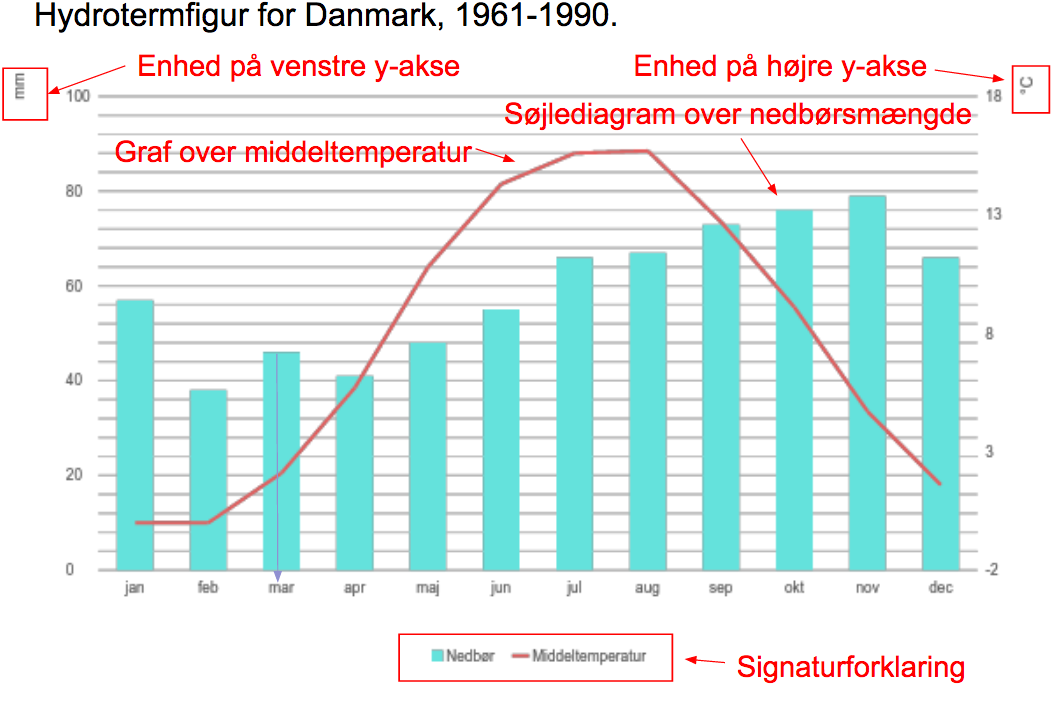 Hydrotermfigur for Danmark, 1961-1990.
Enhed på venstre y-akse
Enhed på højre y-akse
mm
°C
100
18
Søjlediagram over nedbørsmængde
Graf over middeltemperatur
80
13
60
8
40
3
20
0
-2
jan feb mar apr maj jun jul aug sep okt nov dec
Nedbør Middeltemperatur
Signaturforklaring